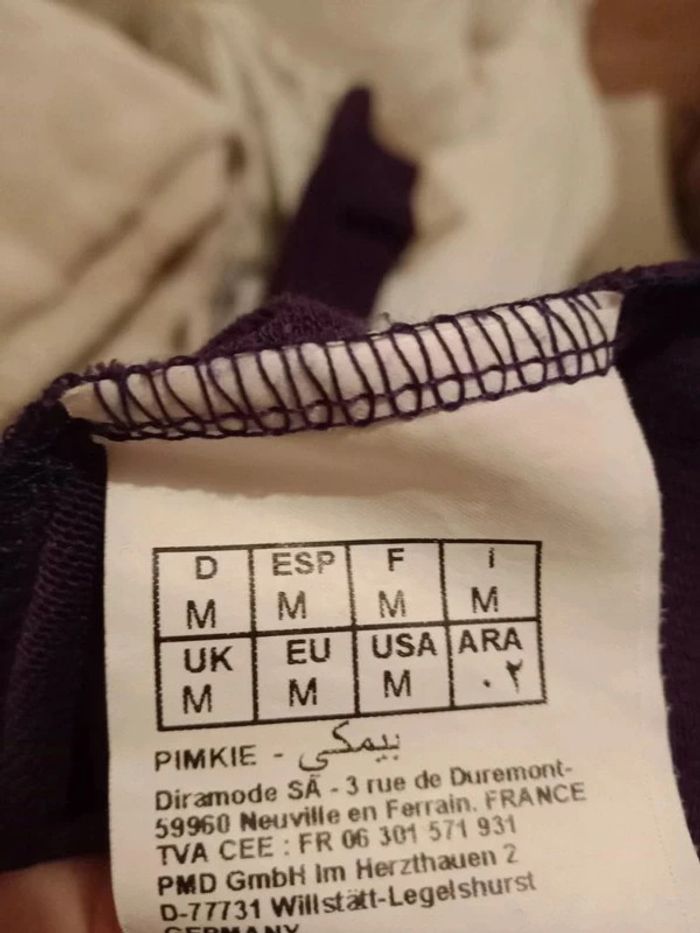 D ESP F I
M M M M
UK EU USA ARA
M M M ٠٢
PIMKIE - بيمكي
Diramode SA - 3 rue de Duremont-
59960 Neuville en Ferrain. FRANCE
TVA CEE : FR 06 301 571 931
PMD GmbH Im Herzthauen 2
D-77731 Willstätt-Legelshurst
GERMANY